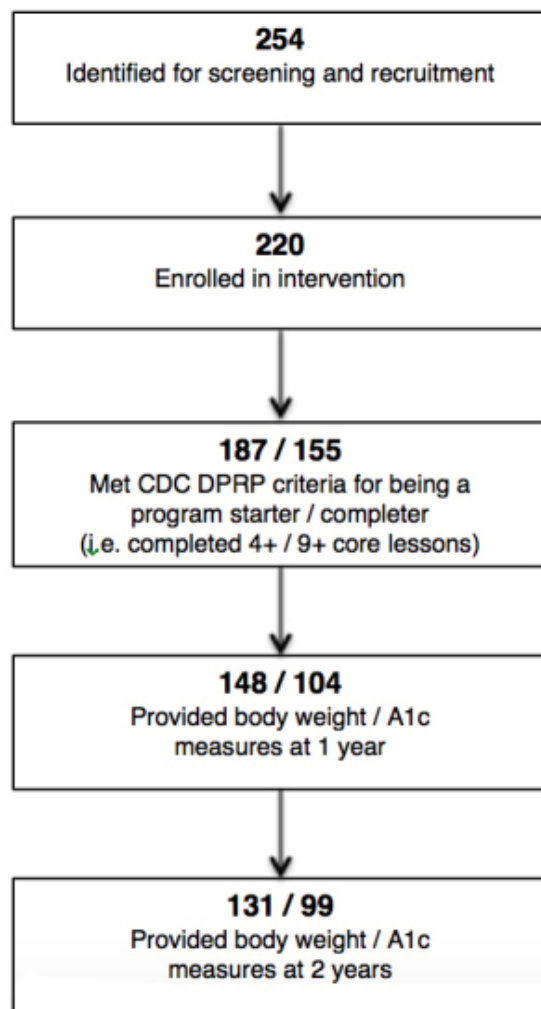 254
Identified for screening and recruitment
220
Enrolled in intervention
187 / 155
Met CDC DPRP criteria for being a
program starter / completer
(i.e. completed 4+ / 9+ core lessons)
148 / 104
Provided body weight / A1c
measures at 1 year
131 / 99
Provided body weight / A1c
measures at 2 years